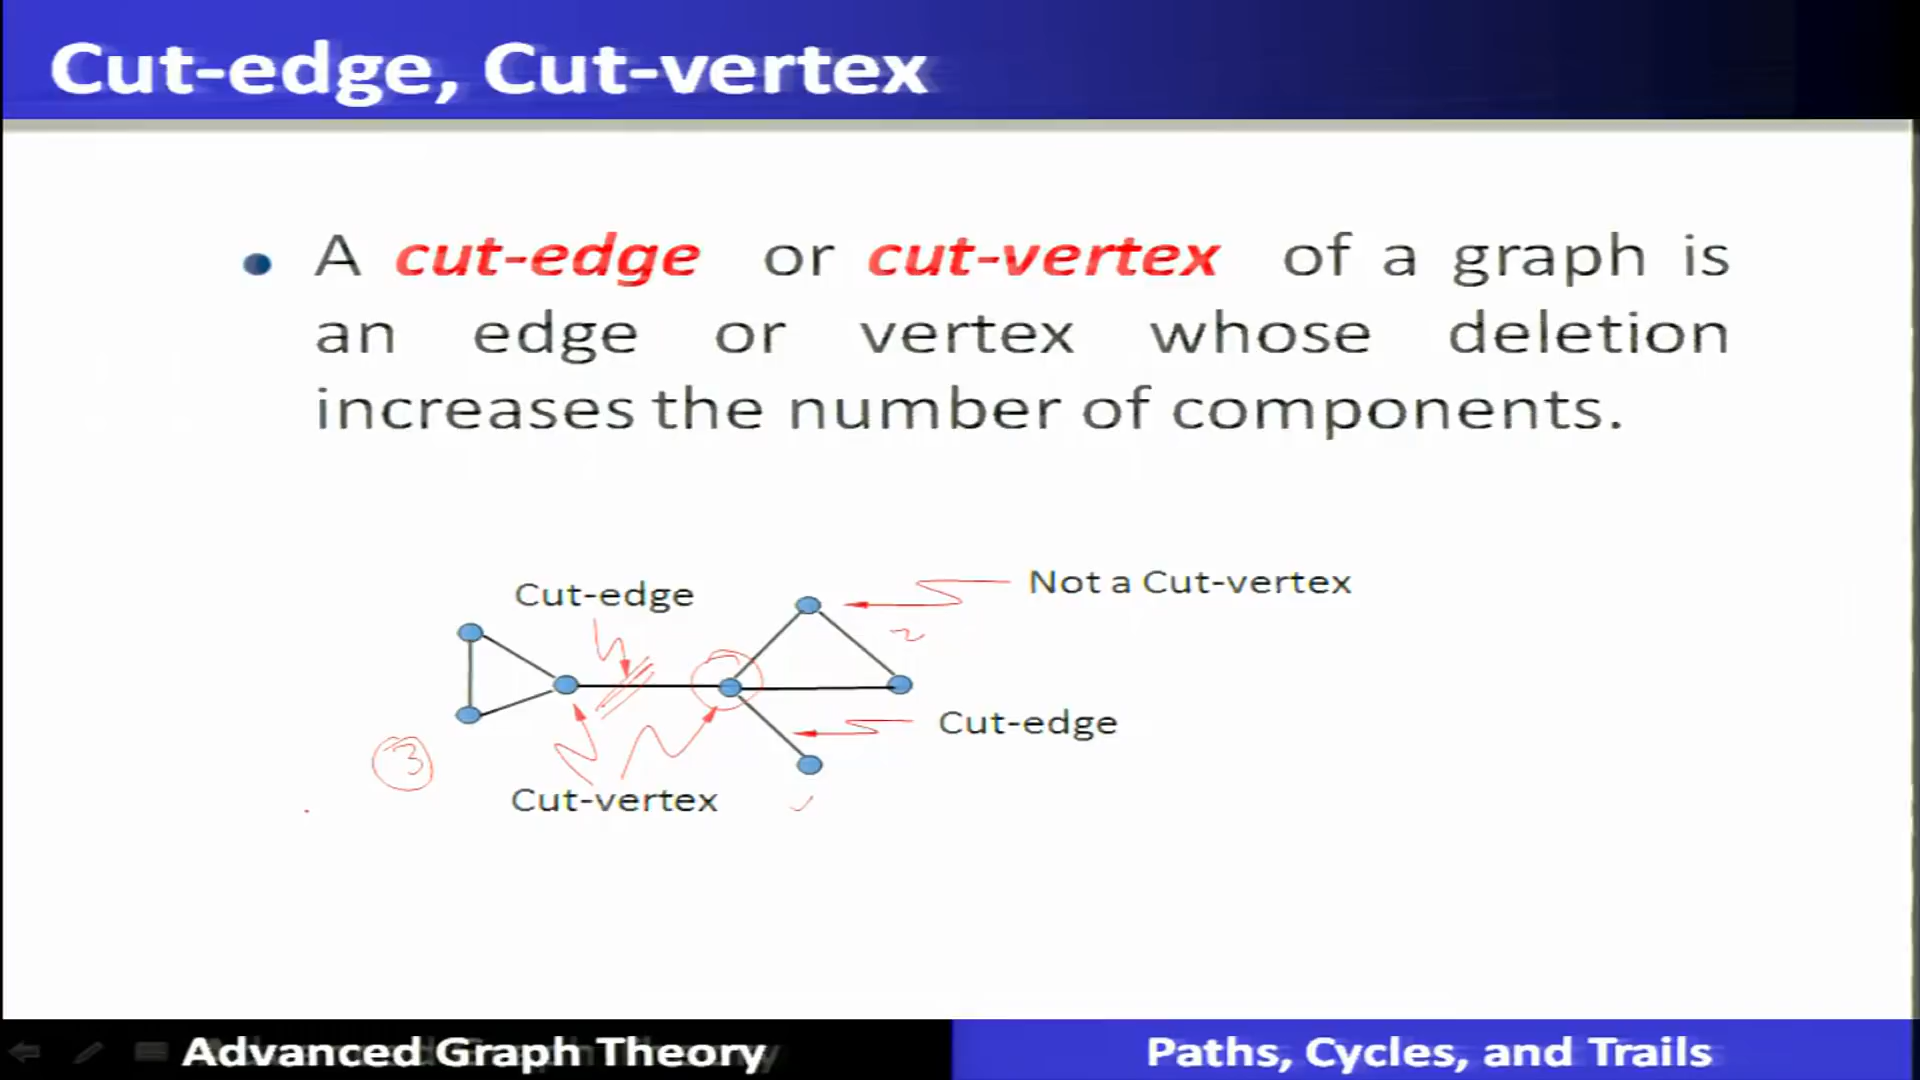 Cut-edge, Cut-vertex
A cut-edge or cut-vertex of a graph is
an edge or vertex whose deletion
increases the number of components.
Cut-edge
Not a Cut-vertex
2
Cut-edge
3
Cut-vertex
Advanced Graph Theory
Paths, Cycles, and Trails